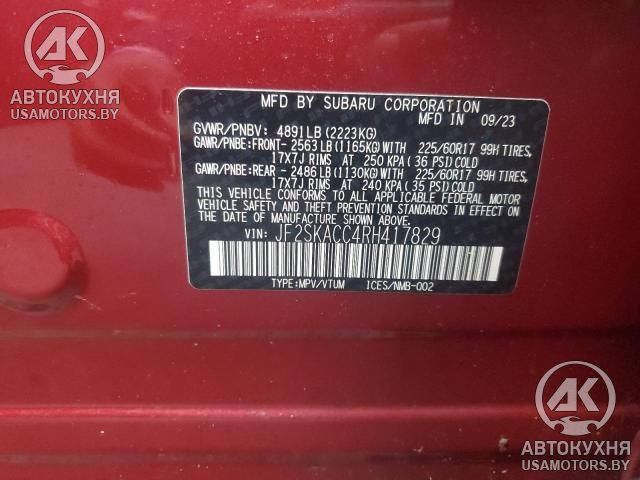 АК
АВТОКУХНЯ
USAMOTORS.BY
MFD BY SUBARU CORPORATION
GVWR/PNBV: 4891LB(2223KG) MFD IN 09/23
GAWR/PNBE:FRONT- 2563LB(1165KG)WITH 225/60R17 99H TIRES,
17X7J RIMS AT 250 KPA(36 PSI)COLD
GAWR/PNBE:REAR - 2486LB(1130KG)WITH 225/60R17 99H TIRES,
17X7J RIMS AT 240 KPA(35 PSI)COLD
THIS VEHICLE CONFORMS TO ALL APPLICABLE FEDERAL MOTOR
VEHICLE SAFETY AND THEFT PREVENTION STANDARDS IN EFFECT
ON THE DATE OF MANUFACTURE SHOWN ABOVE.
VIN: JF2SKACC4RH417829
TYPE:MPV/VTUM ICES/NMB-002
АК
АВТОКУХНЯ
USAMOTORS.BY